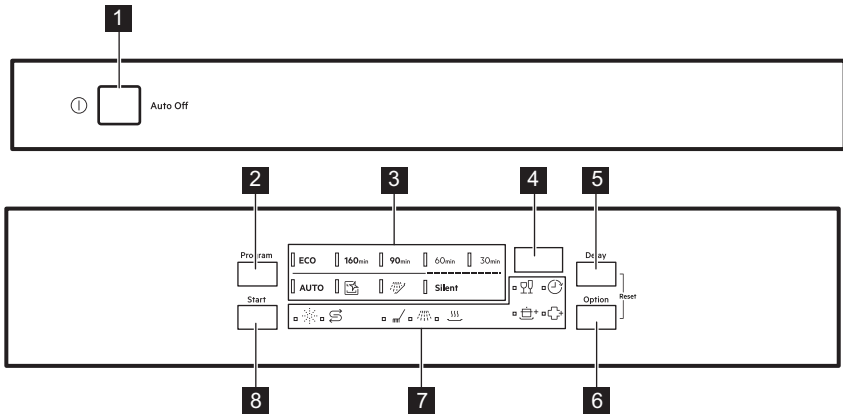 1
Auto Off
2
3
4
5
Program
Delay
ECO 160min 90min 60min 30min
AUTO Silent
Start
Option
Reset
8
7
6